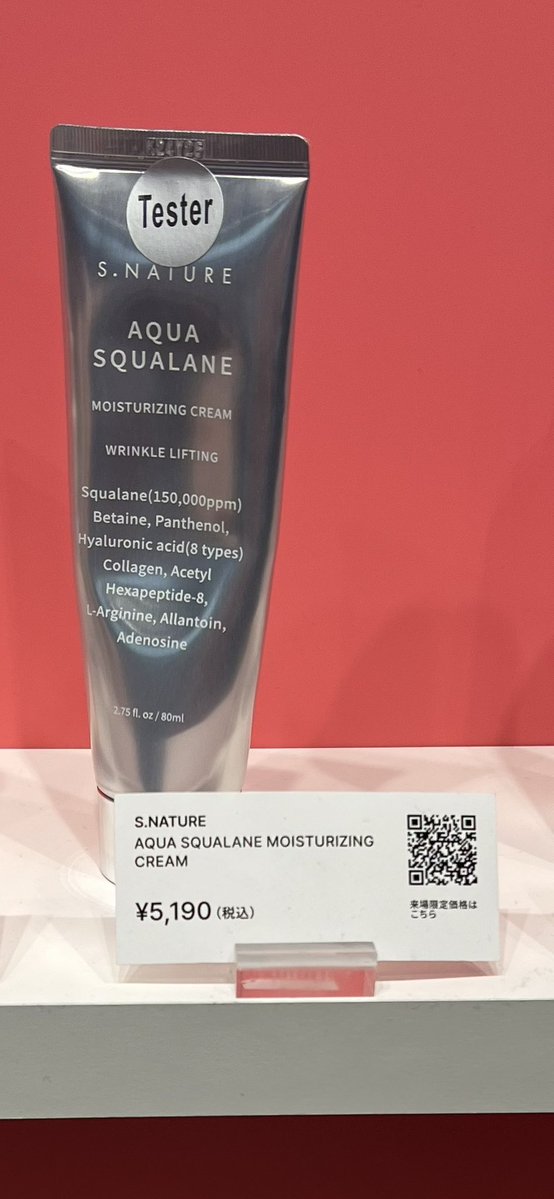 Tester
S.NATURE
AQUA
SQUALANE
MOISTURIZING CREAM
WRINKLE LIFTING
Squalane(150,000ppm)
Betaine, Panthenol,
Hyaluronic acid(8 types)
Collagen, Acetyl
Hexapeptide-8,
L-Arginine, Allantoin,
Adenosine
2.75 fl. oz / 80ml
S.NATURE
AQUA SQUALANE MOISTURIZING
CREAM
¥5,190(税込)
来場限定価格は
こちら